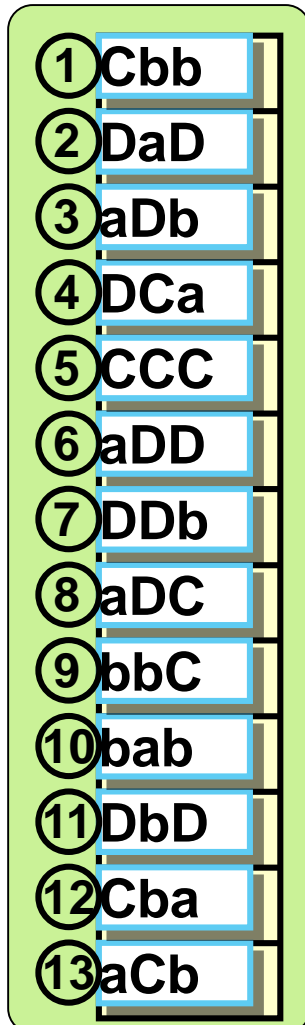 1 Cbb
2 DaD
3 aDb
4 DCa
5 CCC
6 aDD
7 DDb
8 aDC
9 bbC
10 bab
11 DbD
12 Cba
13 aCb